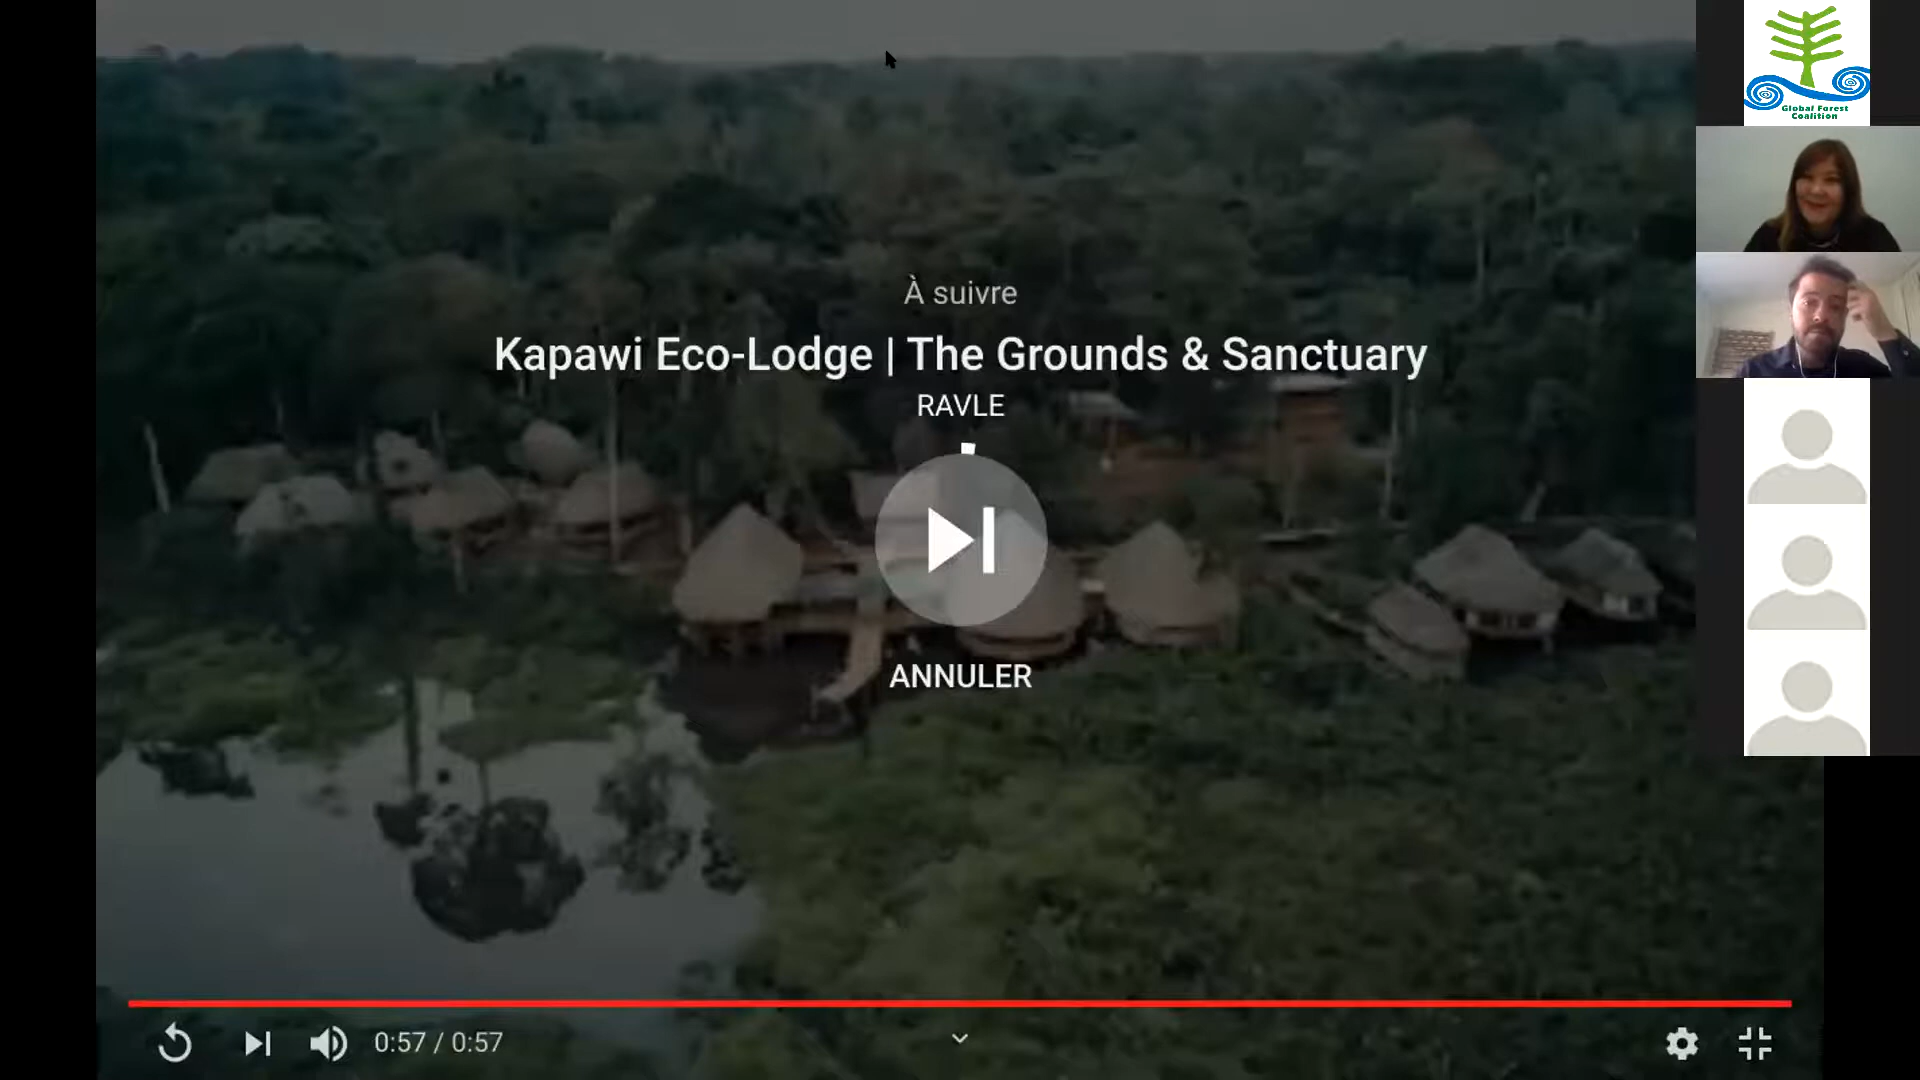 À suivre
Kapawi Eco-Lodge | The Grounds & Sanctuary
RAVLE
ANNULER
0:57 / 0:57
Global Forest
Coalition